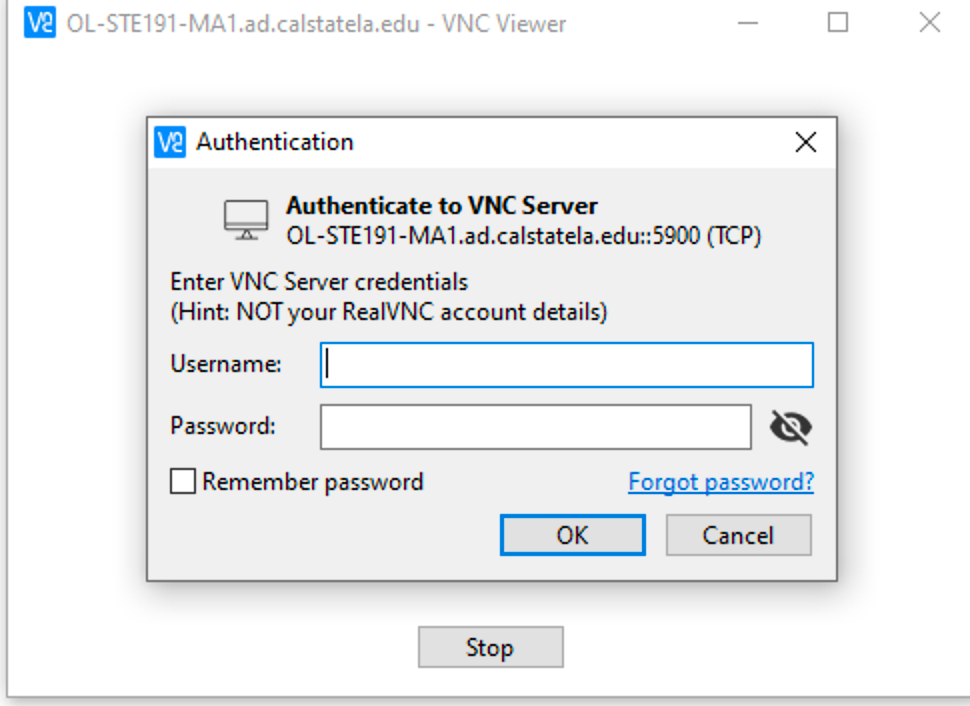 V2 OL-STE191-MA1.ad.calstatela.edu - VNC Viewer
V2 Authentication
Authenticate to VNC Server
OL-STE191-MA1.ad.calstatela.edu::5900 (TCP)
Enter VNC Server credentials
(Hint: NOT your RealVNC account details)
Username:
Password:
Remember password Forgot password?
OK Cancel
Stop